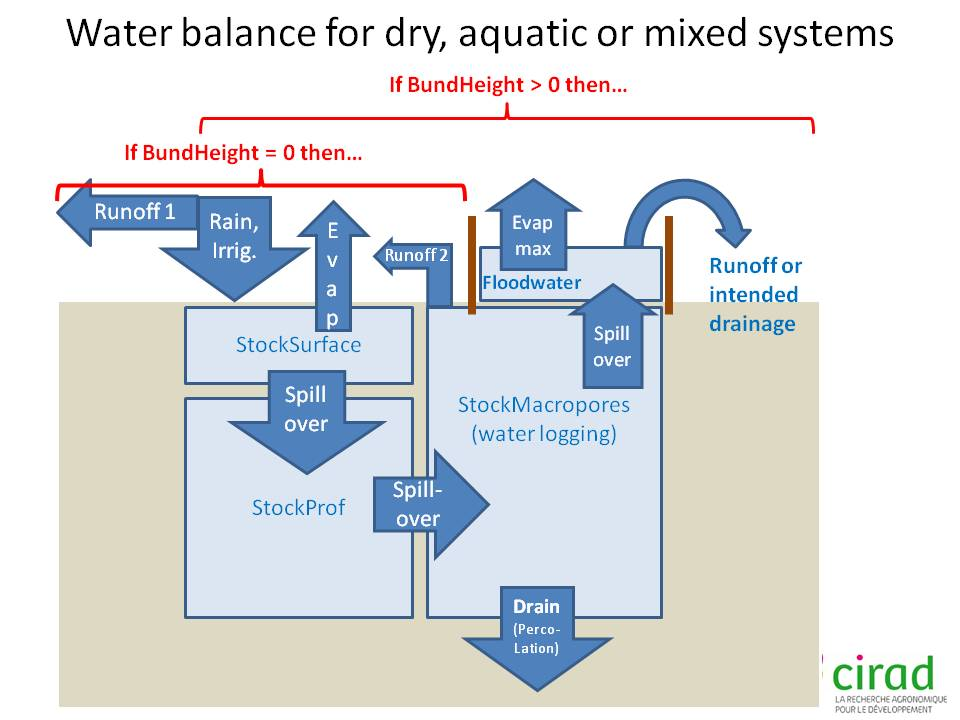 Water balance for dry, aquatic or mixed systems
If BundHeight > 0 then...
If BundHeight = 0 then...
Runoff 1
Rain,
Irrig.
E
v
a
p
Runoff 2
Evap
max
Floodwater
Runoff or
intended
drainage
StockSurface
Spill
over
Spill
over
StockMacropores
(water logging)
StockProf
Spill-
over
Drain
(Perco-
Lation)
cirad
LA RECHERCHE AGRONOMIQUE
POUR LE DÉVELOPPEMENT